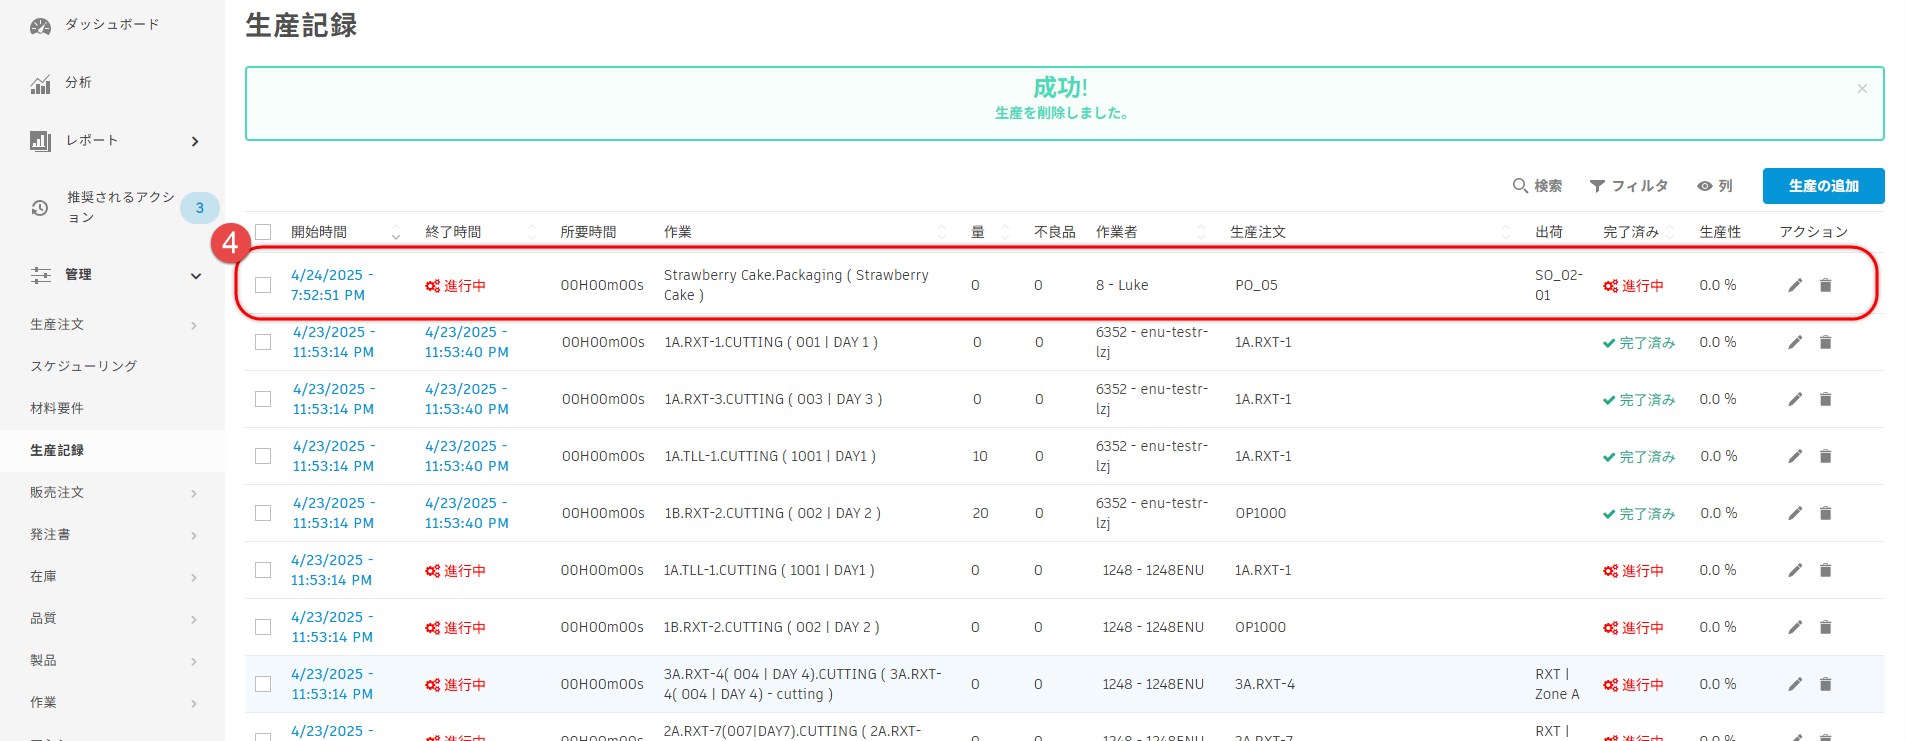 ダッシュボード
分析
レポート
推奨されるアクシ
ョン
3
管理
生産注文
スケジューリング
材料要件
生産記録
販売注文
発注書
在庫
品質
製品
作業
生産記録
成功!
生産を削除しました。
×
検索 フィルタ 列 生産の追加
4
開始時間 終了時間 所要時間 作業 量 不良品 作業者 生産注文 出荷 完了済み 生産性 アクション
4/24/2025 -
7:52:51 PM
進行中 00H00m00s
Strawberry Cake.Packaging ( Strawberry
Cake )
0 0 8 - Luke PO_05
SO_02-
01
進行中 0.0 %
4/23/2025 -
11:53:14 PM
4/23/2025 -
11:53:40 PM
00H00m00s 1A.RXT-1.CUTTING ( 001 | DAY 1 ) 0 0
6352 - enu-testr-
lzj
1A.RXT-1 完了済み 0.0 %
4/23/2025 -
11:53:14 PM
4/23/2025 -
11:53:40 PM
00H00m00s 1A.RXT-3.CUTTING ( 003 | DAY 3 ) 0 0
6352 - enu-testr-
lzj
1A.RXT-1 完了済み 0.0 %
4/23/2025 -
11:53:14 PM
4/23/2025 -
11:53:40 PM
00H00m00s 1A.TLL-1.CUTTING ( 1001 | DAY1 ) 10 0
6352 - enu-testr-
lzj
1A.RXT-1 完了済み 0.0 %
4/23/2025 -
11:53:14 PM
4/23/2025 -
11:53:40 PM
00H00m00s 1B.RXT-2.CUTTING ( 002 | DAY 2 ) 20 0
6352 - enu-testr-
lzj
OP1000 完了済み 0.0 %
4/23/2025 -
11:53:14 PM
進行中 00H00m00s 1A.TLL-1.CUTTING ( 1001 | DAY1 ) 0 0 1248 - 1248ENU 1A.RXT-1 進行中 0.0 %
4/23/2025 -
11:53:14 PM
進行中 00H00m00s 1B.RXT-2.CUTTING ( 002 | DAY 2 ) 0 0 1248 - 1248ENU OP1000 進行中 0.0 %
4/23/2025 -
11:53:14 PM
進行中 00H00m00s
3A.RXT-4( 004 | DAY 4).CUTTING ( 3A.RXT-
4( 004 | DAY 4) - cutting )
0 0 1248 - 1248ENU 3A.RXT-4
RXT |
Zone A
進行中 0.0 %
4/23/2025 -
進行中 00H00m00s
2A.RXT-7(007|DAY7).CUTTING ( 2A.RXT-
0 0 1248 - 1248ENU 2A.RXT-7
RXT |
進行中 0.0 %